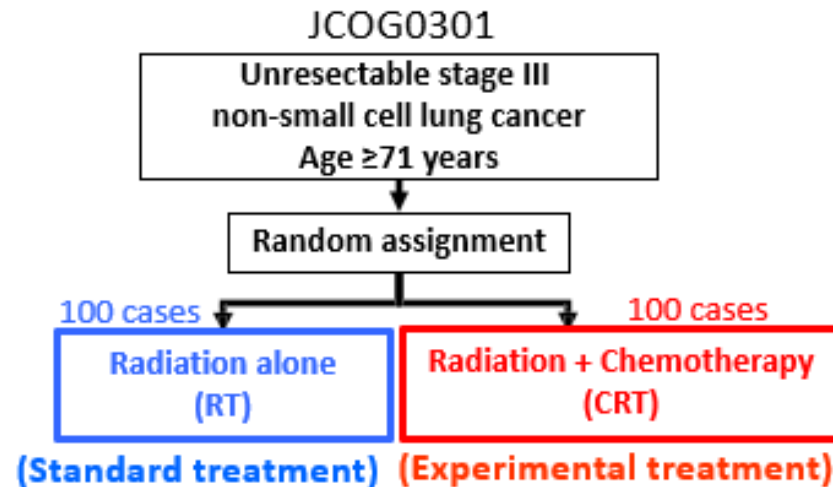 JCOG0301
Unresectable stage III
non-small cell lung cancer
Age ≥71 years
Random assignment
100 cases
100 cases
Radiation alone
(RT)
Radiation + Chemotherapy
(CRT)
(Standard treatment)
(Experimental treatment)